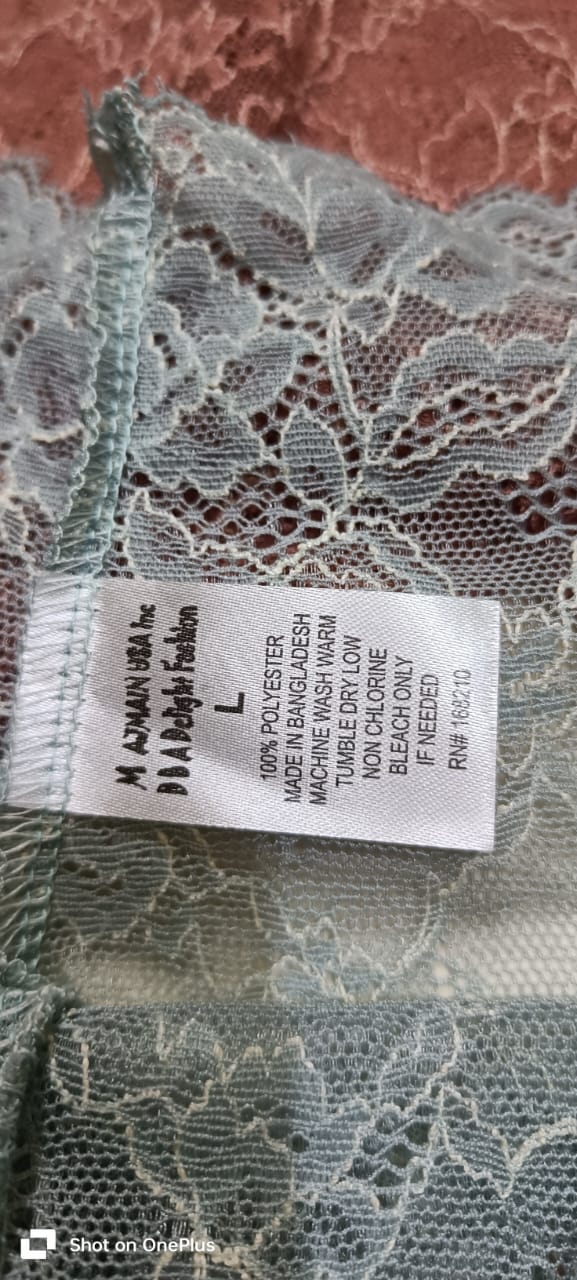 M AJMAIN USA Inc
D B A Delight Fashion
L
100% POLYESTER
MADE IN BANGLADESH
MACHINE WASH WARM
TUMBLE DRY LOW
NON CHLORINE
BLEACH ONLY
IF NEEDED
RN# 168210
Shot on OnePlus